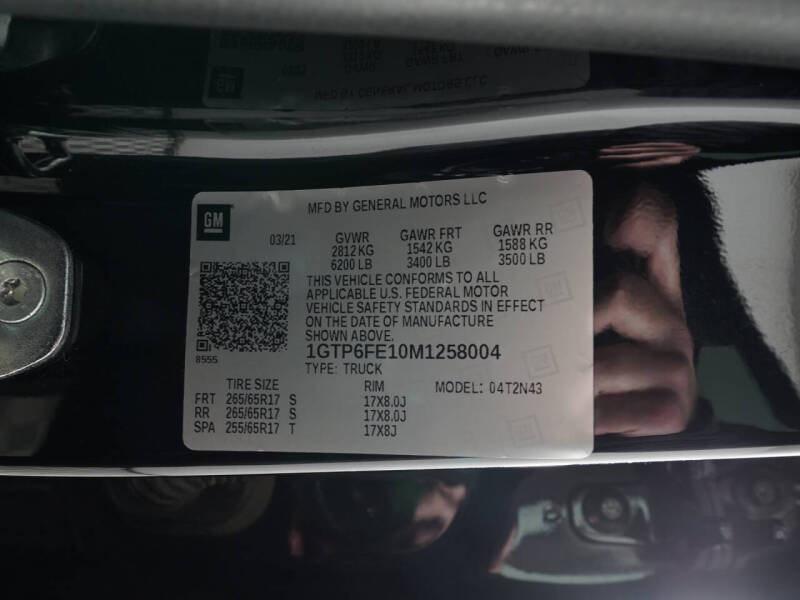 GM
MFD BY GENERAL MOTORS LLC
03/21
GVWR GAWR FRT GAWR RR
2812 KG 1542 KG 1588 KG
6200 LB 3400 LB 3500 LB
THIS VEHICLE CONFORMS TO ALL
APPLICABLE U.S. FEDERAL MOTOR
VEHICLE SAFETY STANDARDS IN EFFECT
ON THE DATE OF MANUFACTURE
SHOWN ABOVE.
8555
1GTP6FE10M1258004
TYPE: TRUCK
TIRE SIZE RIM MODEL: 04T2N43
FRT 265/65R17 S 17X8.0J
RR 265/65R17 S 17X8.0J
SPA 255/65R17 T 17X8J